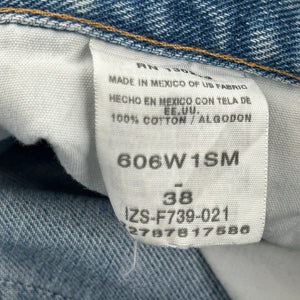 RN
MADE IN MEXICO OF US FABRIC
HECHO EN MEXICO CON TELA DE
EE.UU.
100% COTTON / ALGODON
606W1SM
-
38
IZS-F739-021
2787817586